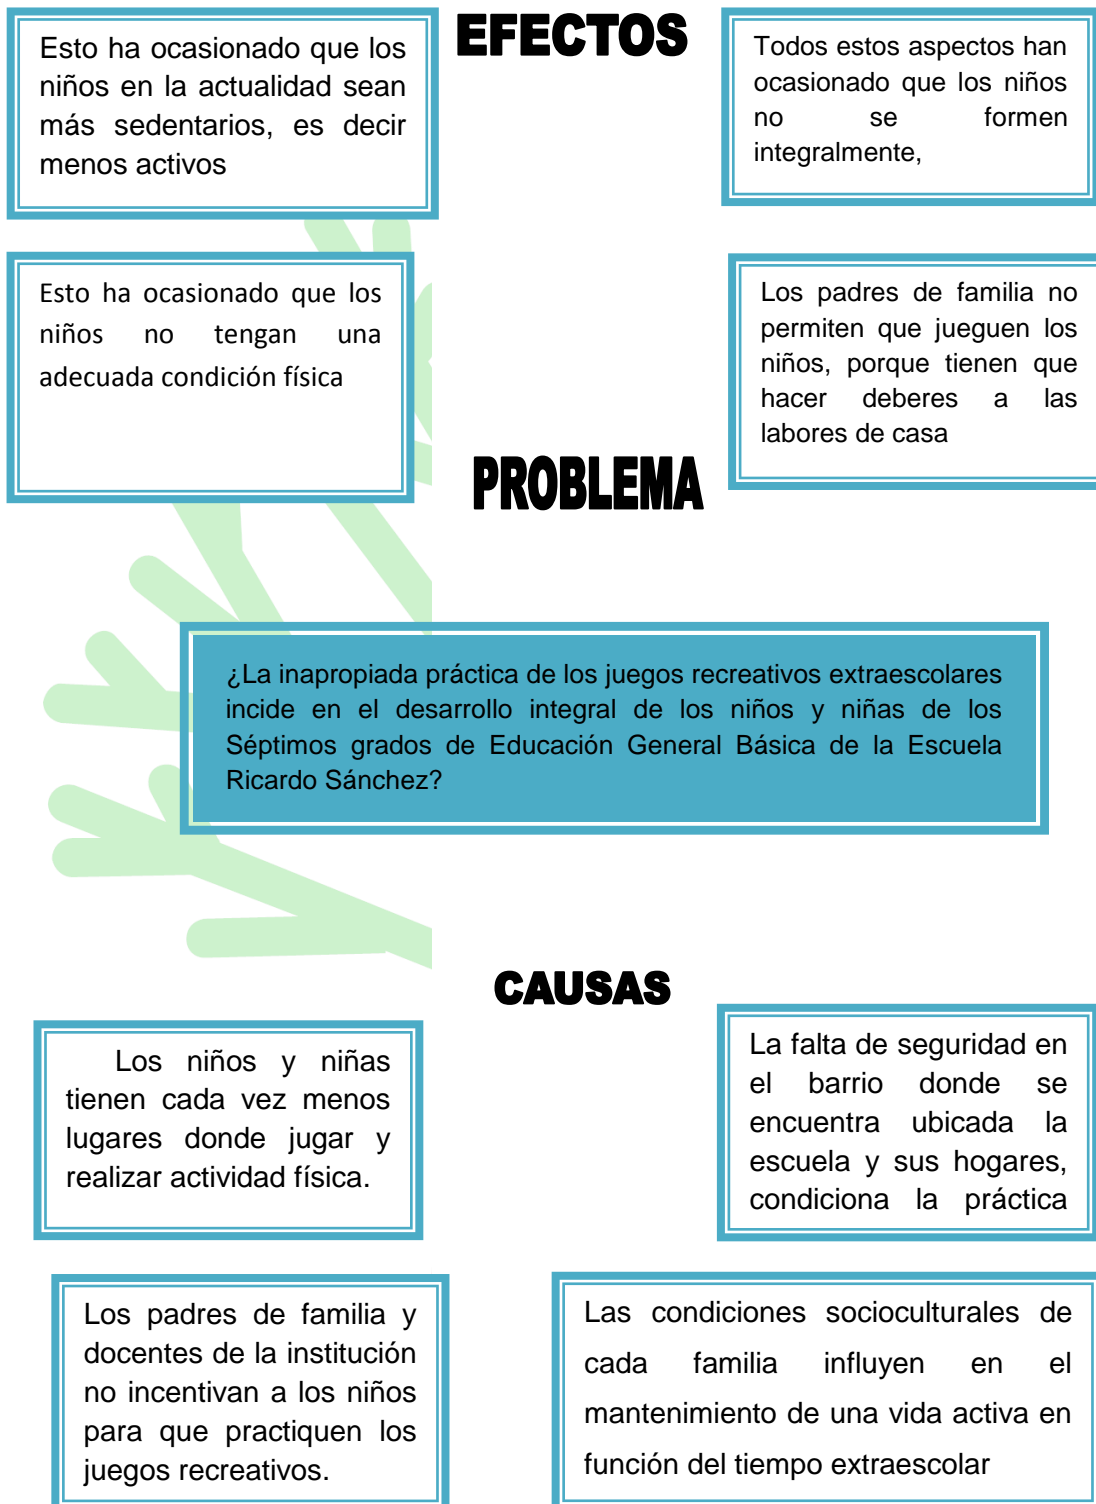 EFECTOS
Esto ha ocasionado que los
niños en la actualidad sean
más sedentarios, es decir
menos activos
Todos estos aspectos han
ocasionado que los niños
no se formen
integralmente,
Esto ha ocasionado que los
niños no tengan una
adecuada condición física
Los padres de familia no
permiten que jueguen los
niños, porque tienen que
hacer deberes a las
labores de casa
PROBLEMA
¿La inapropiada práctica de los juegos recreativos extraescolares
incide en el desarrollo integral de los niños y niñas de los
Séptimos grados de Educación General Básica de la Escuela
Ricardo Sánchez?
CAUSAS
Los niños y niñas
tienen cada vez menos
lugares donde jugar y
realizar actividad física.
La falta de seguridad en
el barrio donde se
encuentra ubicada la
escuela y sus hogares,
condiciona la práctica
Los padres de familia y
docentes de la institución
no incentivan a los niños
para que practiquen los
juegos recreativos.
Las condiciones socioculturales de
cada familia influyen en el
mantenimiento de una vida activa en
función del tiempo extraescolar